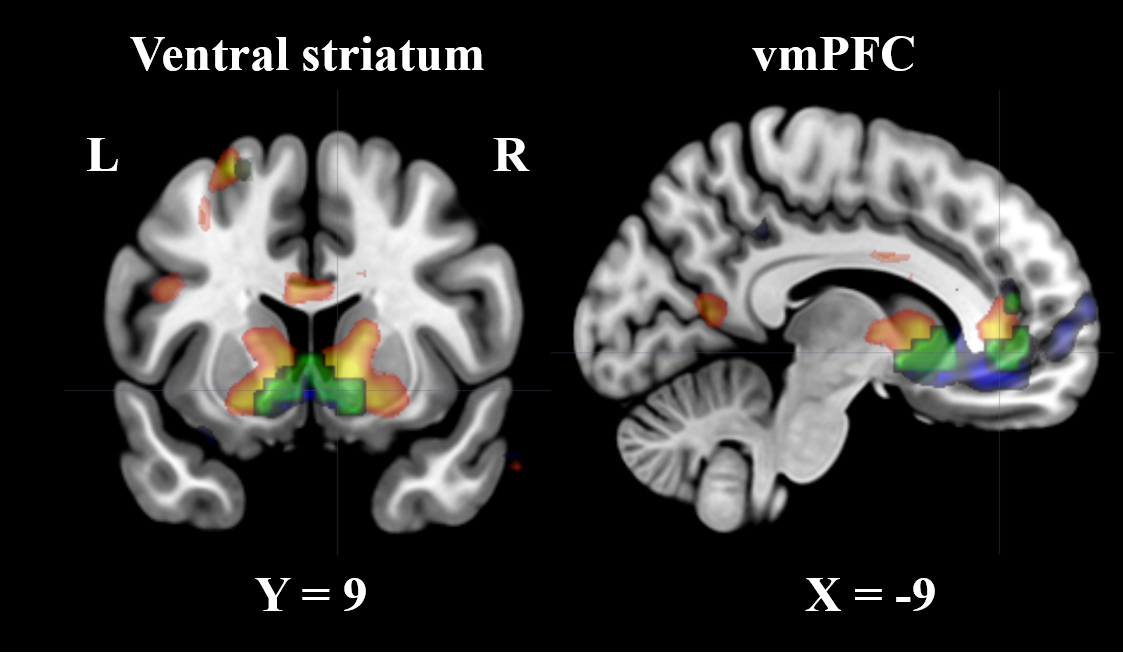 Ventral striatum
vmPFC
L
R
Y = 9
X = -9